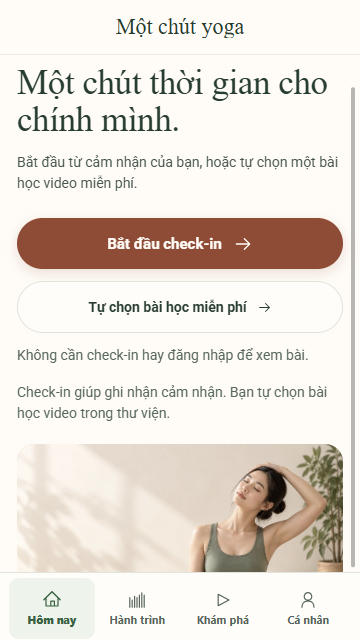 Một chút yoga
Một chút thời gian cho
chính mình.
Bắt đầu từ cảm nhận của bạn, hoặc tự chọn một bài
học video miễn phí.
Bắt đầu check-in
Tự chọn bài học miễn phí
Không cần check-in hay đăng nhập để xem bài.
Check-in giúp ghi nhận cảm nhận. Bạn tự chọn bài
học video trong thư viện.
Hôm nay
Hành trình
Khám phá
Cá nhân